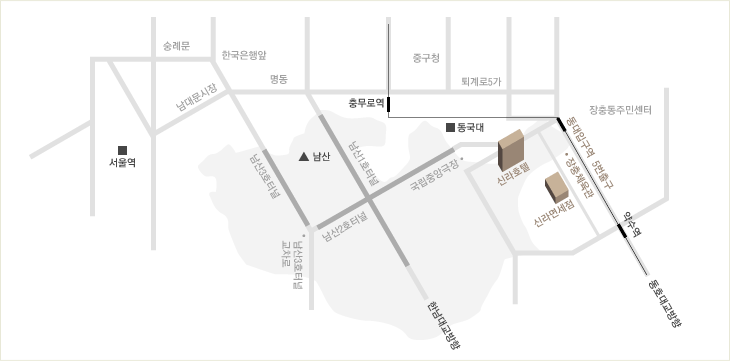 숭례문
한국은행앞
중구청
명동
퇴계로5가
남대문시장
충무로역
장충동주민센터
동국대
동대입구역 5번출구
서울역
남산
남산1호터널
남산3호터널
국립중앙극장
신라호텔
장충체육관
신라면세점
남산2호터널
약수역
남산3호터널
교차로
동호대교방향
한남대교방향